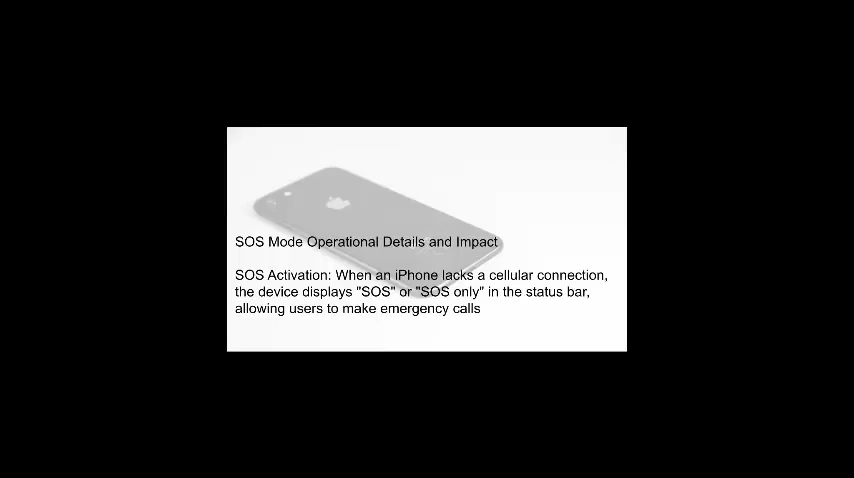 SOS Mode Operational Details and Impact
SOS Activation: When an iPhone lacks a cellular connection,
the device displays "SOS" or "SOS only" in the status bar,
allowing users to make emergency calls